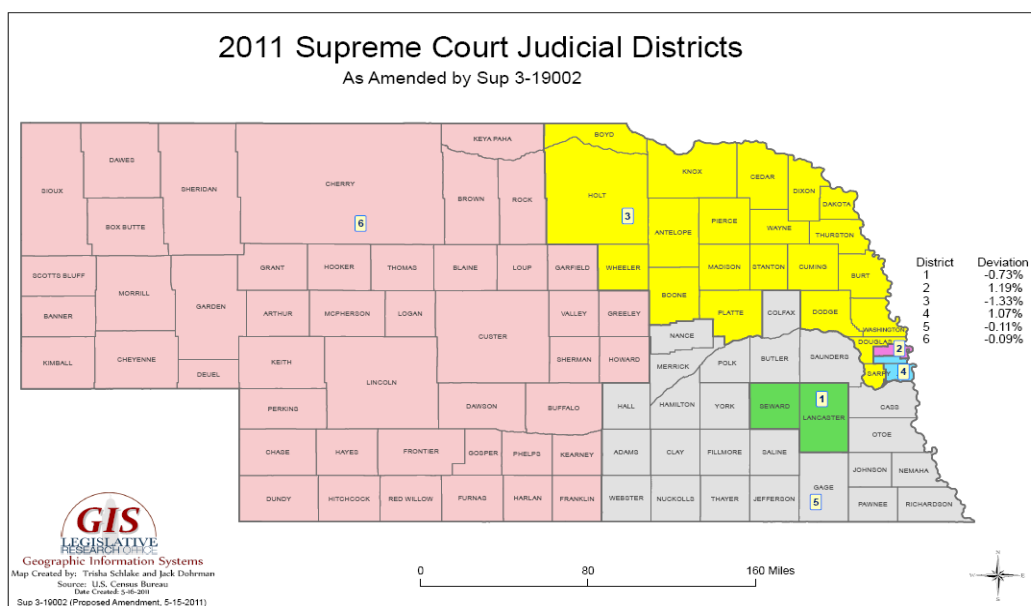 2011 Supreme Court Judicial Districts
As Amended by Sup 3-19002
KEYA PAHA
BOYD
DAWES
SIOUX
SHERIDAN
CHERRY
BROWN
ROCK
HOLT
KNOX
CEDAR
DIXON
DAKOTA
BOX BUTTE
6
3
ANTELOPE
PIERCE
WAYNE
THURSTON
SCOTTS BLUFF
MORRILL
GARDEN
GRANT
HOOKER
THOMAS
BLAINE
LOUP
GARFIELD
WHEELER
MADISON
STANTON
CUMING
BURT
BANNER
ARTHUR
MCPHERSON
LOGAN
CUSTER
VALLEY
GREELEY
BOONE
PLATTE
COLFAX
DODGE
WASHINGTON
KIMBALL
CHEYENNE
DEUEL
KEITH
LINCOLN
SHERMAN
HOWARD
NANCE
MERRICK
POLK
BUTLER
SAUNDERS
DOUGLAS
2
SARPY
4
PERKINS
DAWSON
BUFFALO
HALL
HAMILTON
YORK
SEWARD
1
LANCASTER
CASS
OTOE
CHASE
HAYES
FRONTIER
GOSPER
PHELPS
KEARNEY
ADAMS
CLAY
FILLMORE
SALINE
GAGE
5
JOHNSON
NEMAHA
DUNDY
HITCHCOCK
RED WILLOW
FURNAS
HARLAN
FRANKLIN
WEBSTER
NUCKOLLS
THAYER
JEFFERSON
PAWNEE
RICHARDSON
District Deviation
1 -0.73%
2 1.19%
3 -1.33%
4 1.07%
5 -0.11%
6 -0.09%
GIS
LEGISLATIVE
RESEARCH OFFICE
Geographic Information Systems
Map Created by: Trisha Schlake and Jack Dohrman
Source: U.S. Census Bureau
Date Created: 5-16-2011
Sup 3-19002 (Proposed Amendment, 5-15-2011)
0 80 160 Miles
N
W E
S